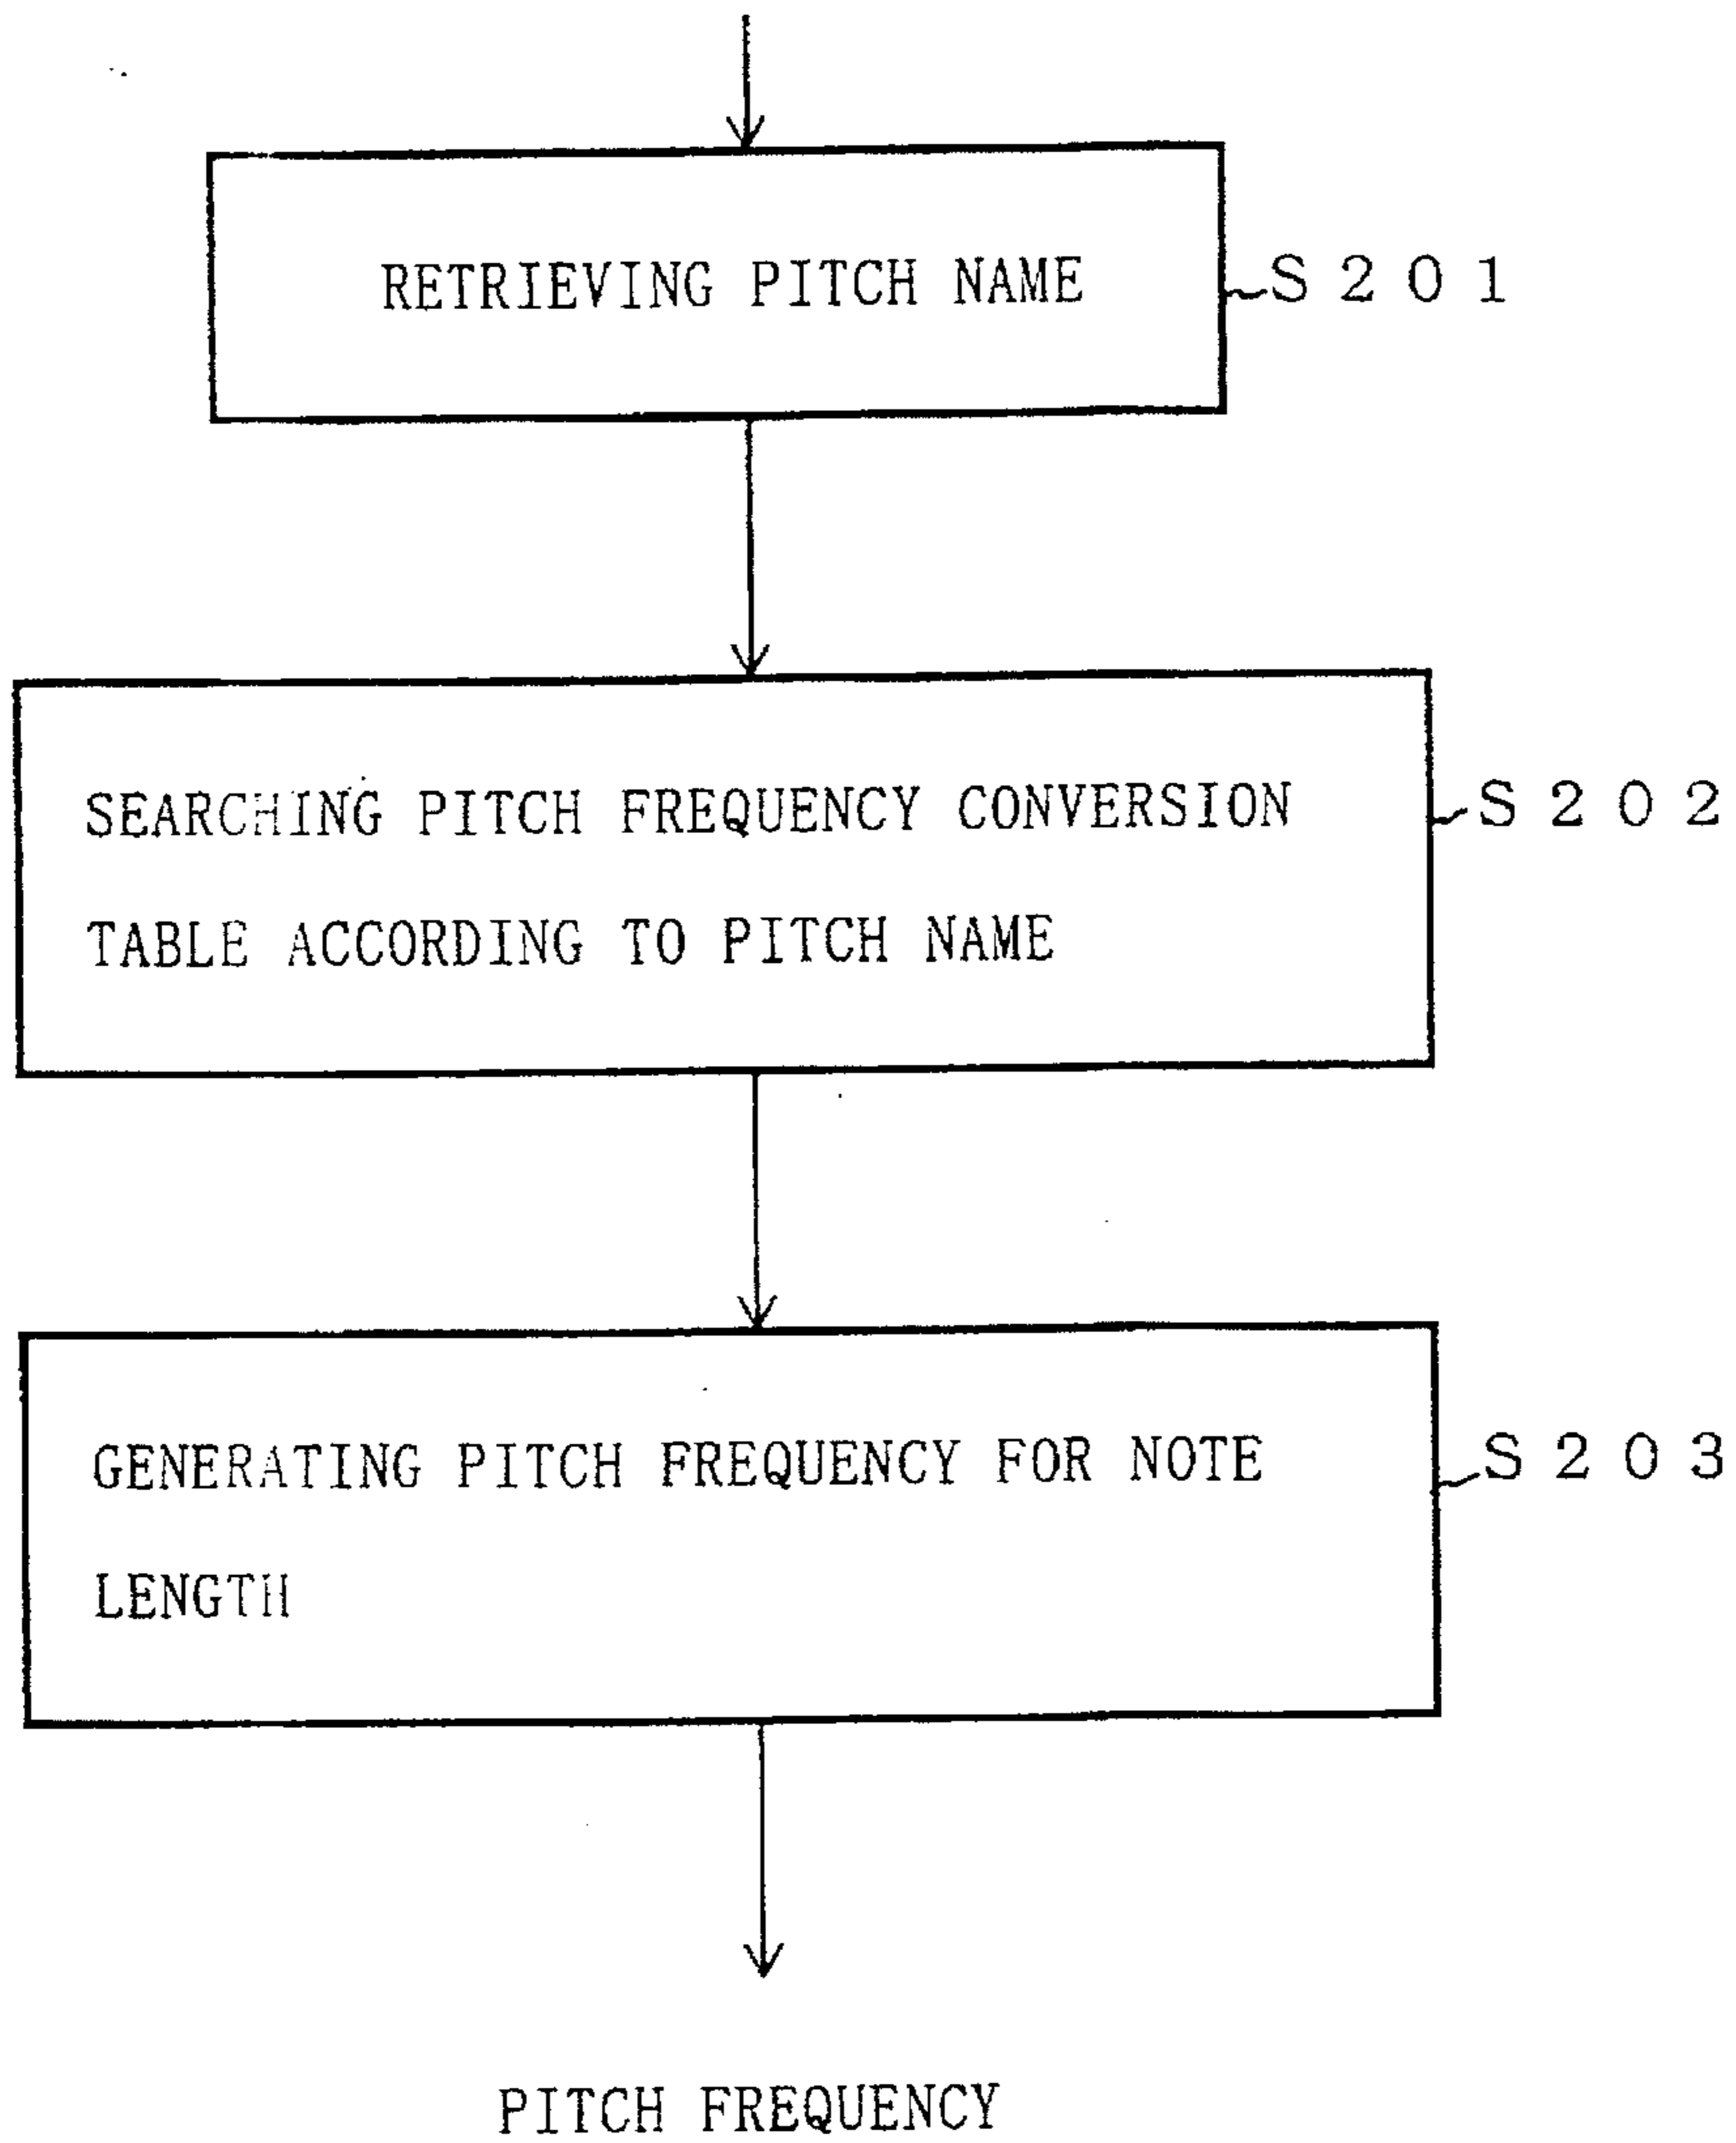 RETRIEVING PITCH NAME
S201
SEARCHING PITCH FREQUENCY CONVERSION
S202
TABLE ACCORDING TO PITCH NAME
GENERATING PITCH FREQUENCY FOR NOTE
S203
LENGTH
PITCH FREQUENCY